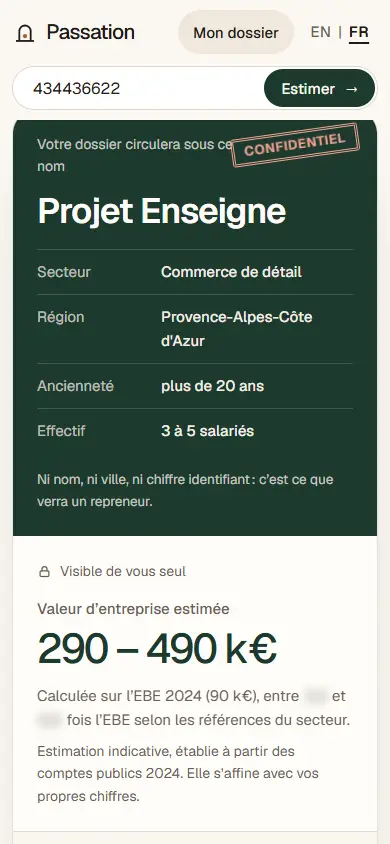 Passation
Mon dossier
EN | FR
434436622
Estimer →
Votre dossier circulera sous ce
nom
CONFIDENTIEL
Projet Enseigne
Secteur Commerce de détail
Région Provence-Alpes-Côte
d'Azur
Ancienneté plus de 20 ans
Effectif 3 à 5 salariés
Ni nom, ni ville, ni chiffre identifiant : c'est ce que
verra un repreneur.
Visible de vous seul
Valeur d'entreprise estimée
290 – 490 k€
Calculée sur l'EBE 2024 (90 k€), entre et
fois l'EBE selon les références du secteur.
Estimation indicative, établie à partir des
comptes publics 2024. Elle s'affine avec vos
propres chiffres.